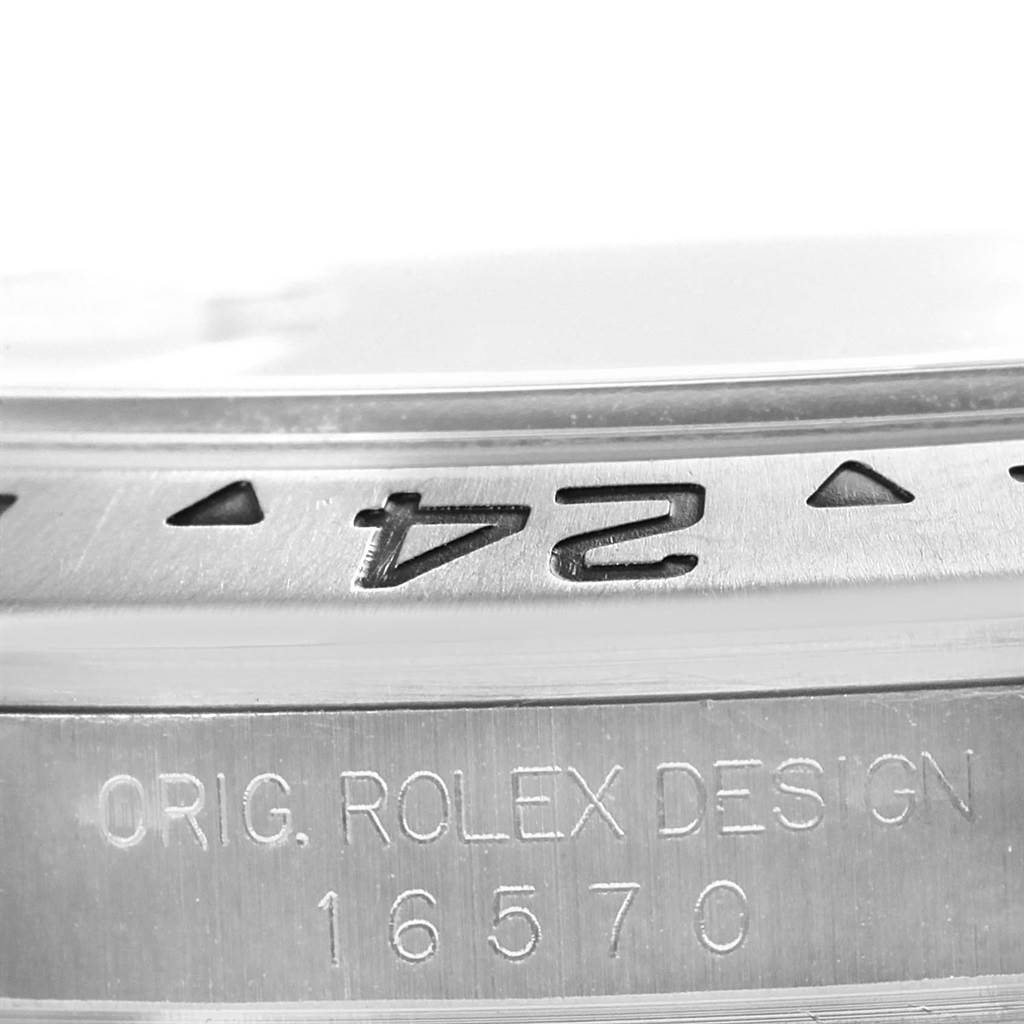 24
ORIG. ROLEX DESIGN
16570